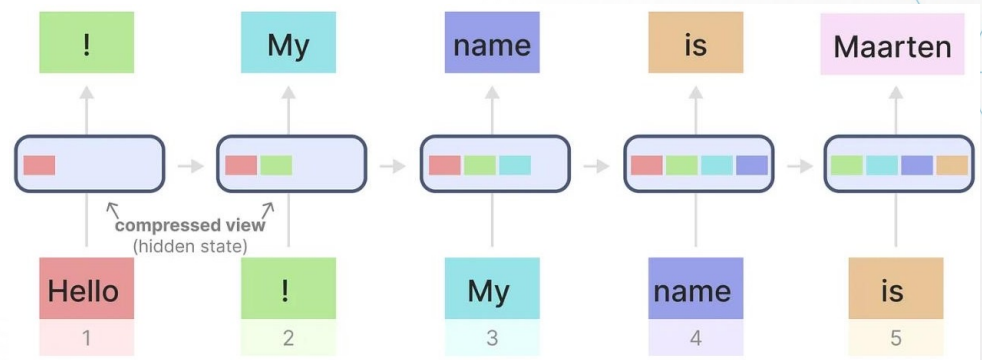 ! My name is Maarten
compressed view
(hidden state)
Hello ! My name is
1 2 3 4 5